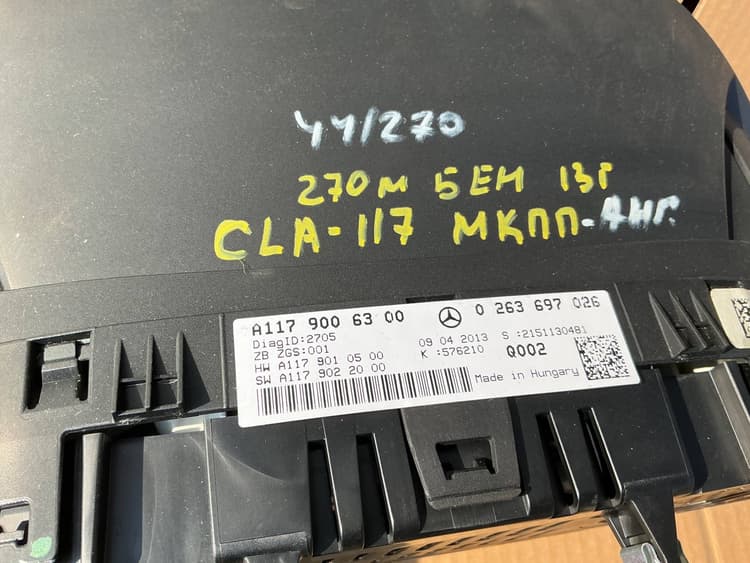 44/270
270м БЕН 13г
CLA-117 МКПП-АНГ.
A117 900 63 00 0 263 697 026
DiagID:2705 09 04 2013 S :2151130481
ZB ZGS:001 K :576210 Q002
HW A117 901 05 00
SW A117 902 20 00 Made in Hungary